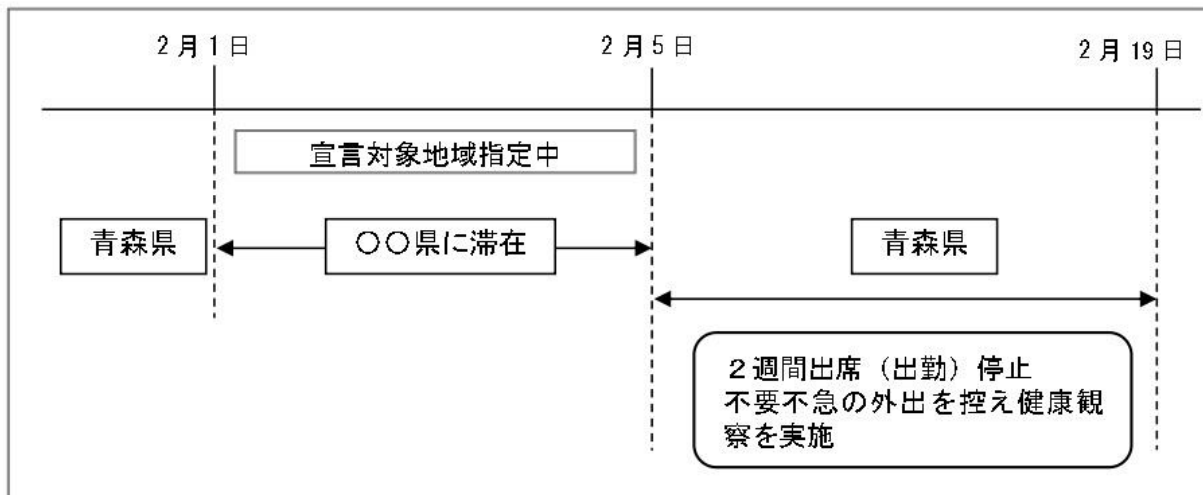 2月1日
2月5日
2月19日
宣言対象地域指定中
青森県
〇〇県に滞在
青森県
２週間出席（出勤）停止
不要不急の外出を控え健康観
察を実施